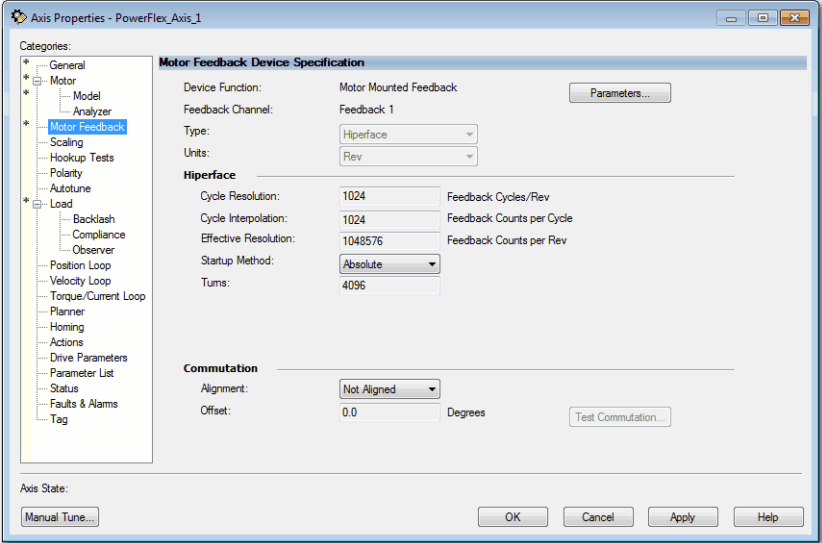 Axis Properties - PowerFlex_Axis_1
Categories:
* General
* Motor
* Model
Analyzer
* Motor Feedback
Scaling
Hookup Tests
Polarity
Autotune
* Load
Backlash
Compliance
Observer
Position Loop
Velocity Loop
Torque/Current Loop
Planner
Homing
Actions
Drive Parameters
Parameter List
Status
Faults & Alarms
Tag
Motor Feedback Device Specification
Device Function: Motor Mounted Feedback Parameters...
Feedback Channel: Feedback 1
Type: Hiperface
Units: Rev
Hiperface
Cycle Resolution: 1024 Feedback Cycles/Rev
Cycle Interpolation: 1024 Feedback Counts per Cycle
Effective Resolution: 1048576 Feedback Counts per Rev
Startup Method: Absolute
Turns: 4096
Commutation
Alignment: Not Aligned
Offset: 0.0 Degrees Test Commutation...
Axis State:
Manual Tune... OK Cancel Apply Help